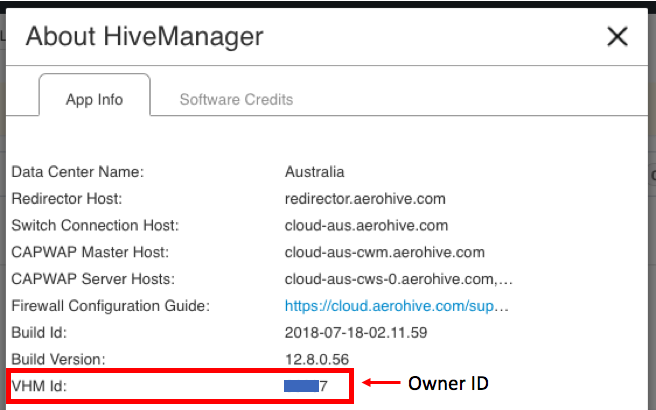 About HiveManager
App Info
Software Credits
Data Center Name: Australia
Redirector Host: redirector.aerohive.com
Switch Connection Host: cloud-aus.aerohive.com
CAPWAP Master Host: cloud-aus-cwm.aerohive.com
CAPWAP Server Hosts: cloud-aus-cws-0.aerohive.com,...
Firewall Configuration Guide: https://cloud.aerohive.com/sup...
Build Id: 2018-07-18-02.11.59
Build Version: 12.8.0.56
VHM Id: 7 Owner ID